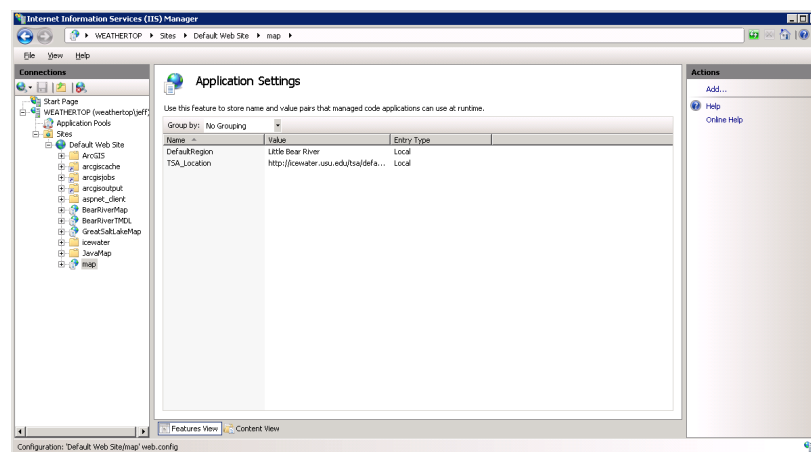 Internet Information Services (IIS) Manager
WEATHERTOP Sites Default Web Site map
File View Help
Connections
Start Page
WEATHERTOP (weathertop\jeff)
Application Pools
Sites
Default Web Site
ArcGIS
arcgiscache
arcgisjobs
arcgisoutput
aspnet_client
BearRiverMap
BearRiverTMDL
GreatSaltLakeMap
icewater
JavaMap
map
Application Settings
Use this feature to store name and value pairs that managed code applications can use at runtime.
Group by: No Grouping
Name Value Entry Type
DefaultRegion Little Bear River Local
TSA_Location http://icewater.usu.edu/tsa/defa... Local
Features View Content View
Actions
Add...
Help
Online Help
Configuration: 'Default Web Site/map' web.config